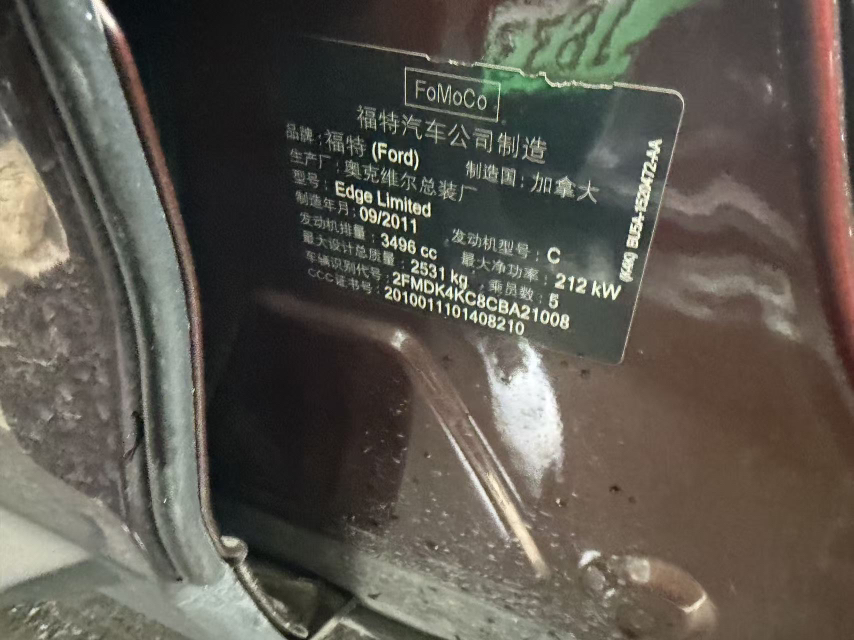 FoMoCo
福特汽车公司制造
品牌：福特 (Ford) 制造国：加拿大
生产厂：奥克维尔总装厂
型号：Edge Limited
制造年月：09/2011 发动机型号：C
发动机排量：3496 cc 最大净功率：212 kW
最大设计总质量：2531 kg 乘员数：5
车辆识别代号：2FMDK4KC8CBA21008
CCC证书号：2010011101408210